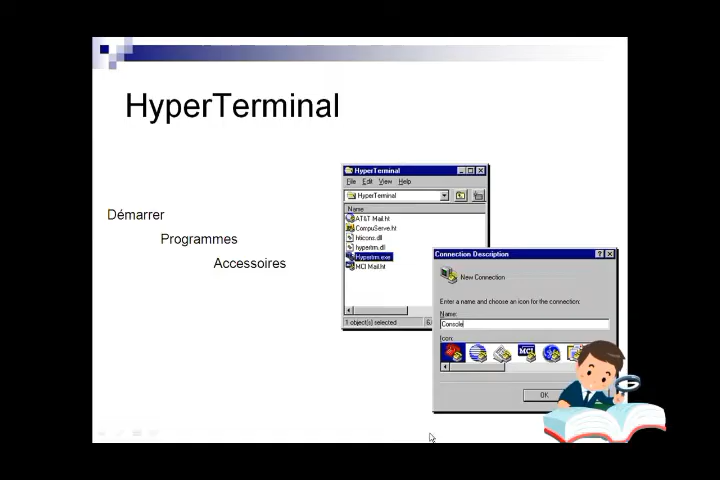 HyperTerminal
Démarrer
Programmes
Accessoires
HyperTerminal
File Edit View Help
HyperTerminal
Name
AT&T Mail.ht
CompuServe.ht
hticons.dll
hypertrm.dll
Hypertrm.exe
MCI Mail.ht
1 object(s) selected
Connection Description
New Connection
Enter a name and choose an icon for the connection:
Name:
Console
Icon:
MCI
OK